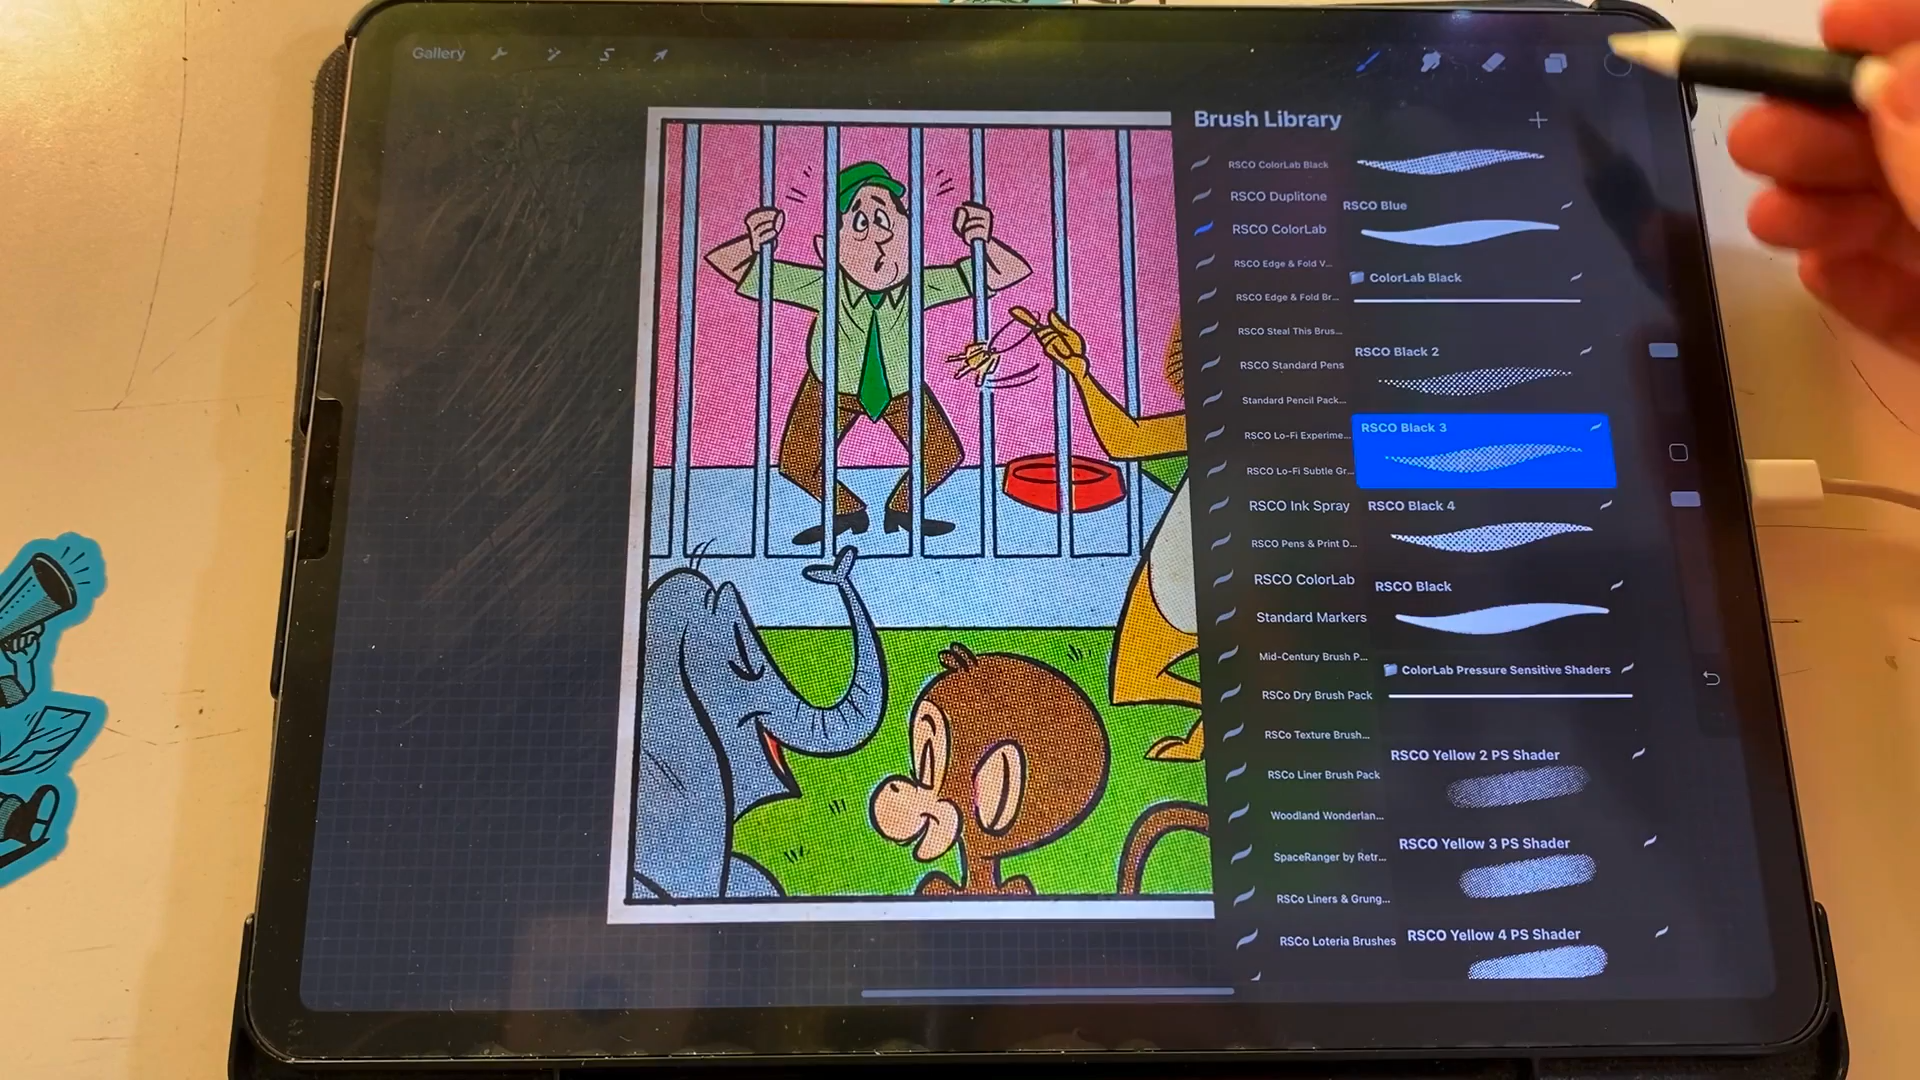 Gallery
Brush Library
RSCO ColorLab Black
RSCO Duplitone
RSCO ColorLab
RSCO Edge & Fold V...
RSCO Edge & Fold Br...
RSCO Steal This Brus...
RSCO Standard Pens
Standard Pencil Pack...
RSCO Lo-Fi Experime...
RSCO Lo-Fi Subtle Gr...
RSCO Ink Spray
RSCO Pens & Print D...
RSCO ColorLab
Standard Markers
Mid-Century Brush P...
RSCo Dry Brush Pack
RSCo Texture Brush...
RSCo Liner Brush Pack
Woodland Wonderlan...
SpaceRanger by Retr...
RSCo Liners & Grung...
RSCo Loteria Brushes
RSCO Blue
ColorLab Black
RSCO Black 2
RSCO Black 3
RSCO Black 4
RSCO Black
ColorLab Pressure Sensitive Shaders
RSCO Yellow 2 PS Shader
RSCO Yellow 3 PS Shader
RSCO Yellow 4 PS Shader